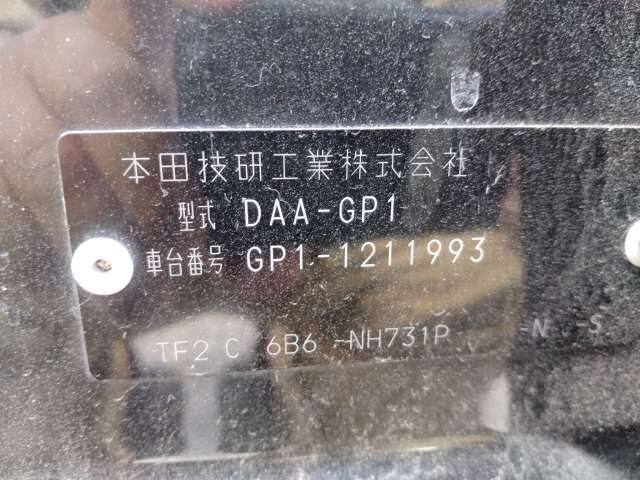 本田技研工業株式会社
型式 DAA-GP1
車台番号 GP1-1211993
TF2 C 6B6 -NH731P -N -S